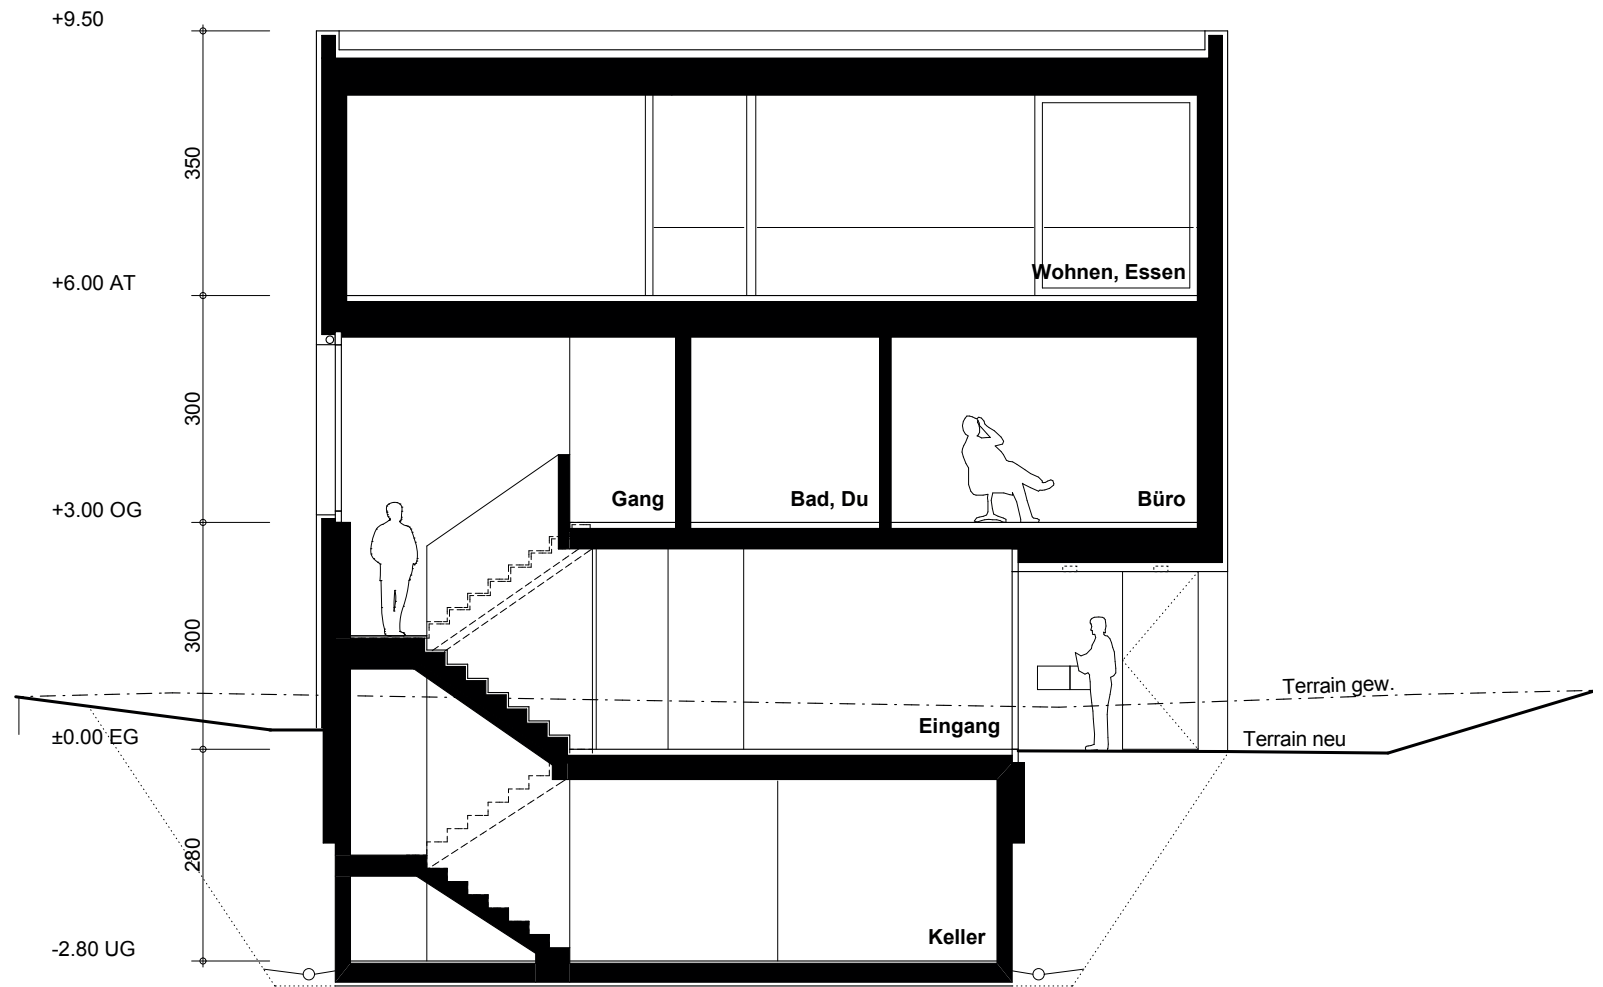 +9.50
350
+6.00 AT
Wohnen, Essen
300
+3.00 OG
Gang
Bad, Du
Büro
300
Terrain gew.
Eingang
±0.00 EG
Terrain neu
280
Keller
-2.80 UG